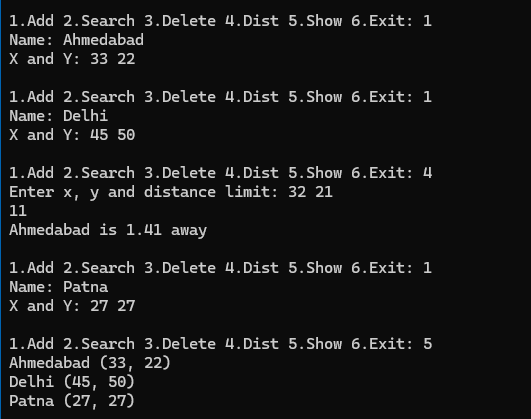 1.Add 2.Search 3.Delete 4.Dist 5.Show 6.Exit: 1
Name: Ahmedabad
X and Y: 33 22
1.Add 2.Search 3.Delete 4.Dist 5.Show 6.Exit: 1
Name: Delhi
X and Y: 45 50
1.Add 2.Search 3.Delete 4.Dist 5.Show 6.Exit: 4
Enter x, y and distance limit: 32 21
11
Ahmedabad is 1.41 away
1.Add 2.Search 3.Delete 4.Dist 5.Show 6.Exit: 1
Name: Patna
X and Y: 27 27
1.Add 2.Search 3.Delete 4.Dist 5.Show 6.Exit: 5
Ahmedabad (33, 22)
Delhi (45, 50)
Patna (27, 27)